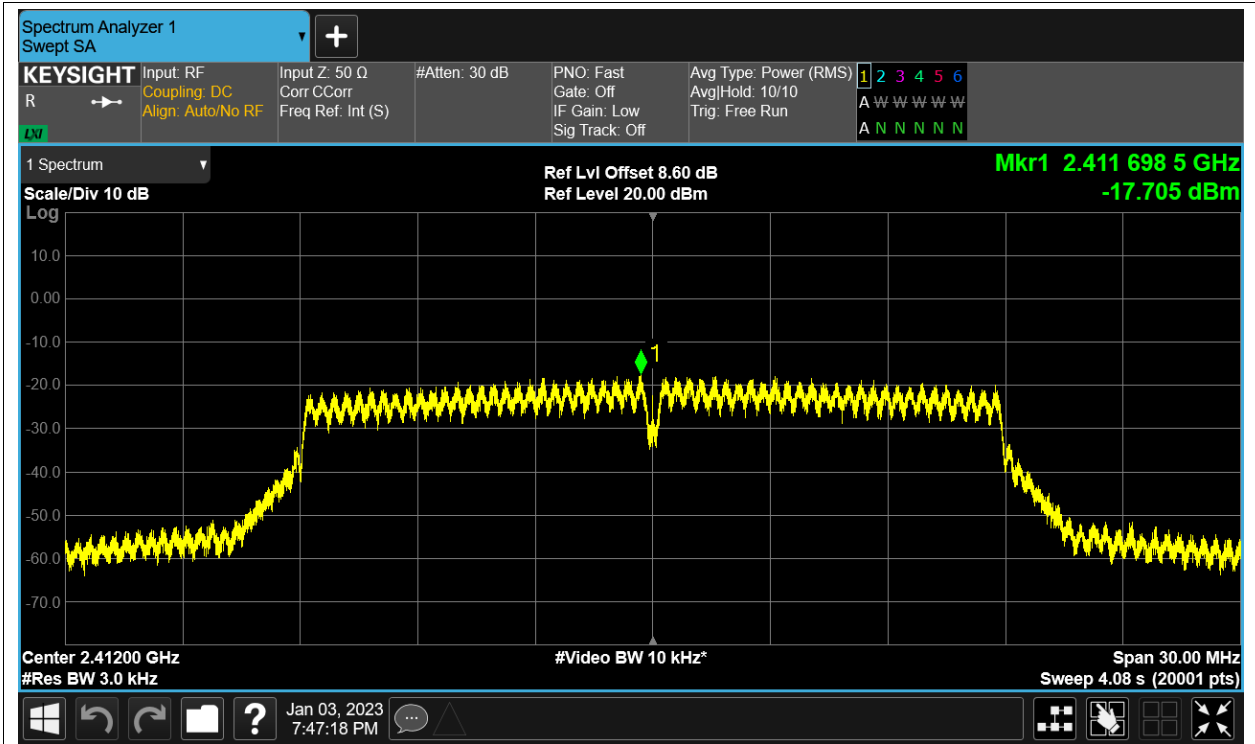 Spectrum Analyzer 1
Swept SA
KEYSIGHT
R
LXI
Input: RF
Coupling: DC
Align: Auto/No RF
Input Z: 50 Ω
Corr CCorr
Freq Ref: Int (S)
#Atten: 30 dB
PNO: Fast
Gate: Off
IF Gain: Low
Sig Track: Off
Avg Type: Power (RMS)
Avg|Hold: 10/10
Trig: Free Run
1 2 3 4 5 6
A W W W W W
A N N N N N
1 Spectrum
Scale/Div 10 dB
Log
Ref Lvl Offset 8.60 dB
Ref Level 20.00 dBm
Mkr1 2.411 698 5 GHz
-17.705 dBm
10.0
0.00
-10.0
-20.0
-30.0
-40.0
-50.0
-60.0
-70.0
1
Center 2.41200 GHz
#Res BW 3.0 kHz
#Video BW 10 kHz*
Span 30.00 MHz
Sweep 4.08 s (20001 pts)
?
Jan 03, 2023
7:47:18 PM